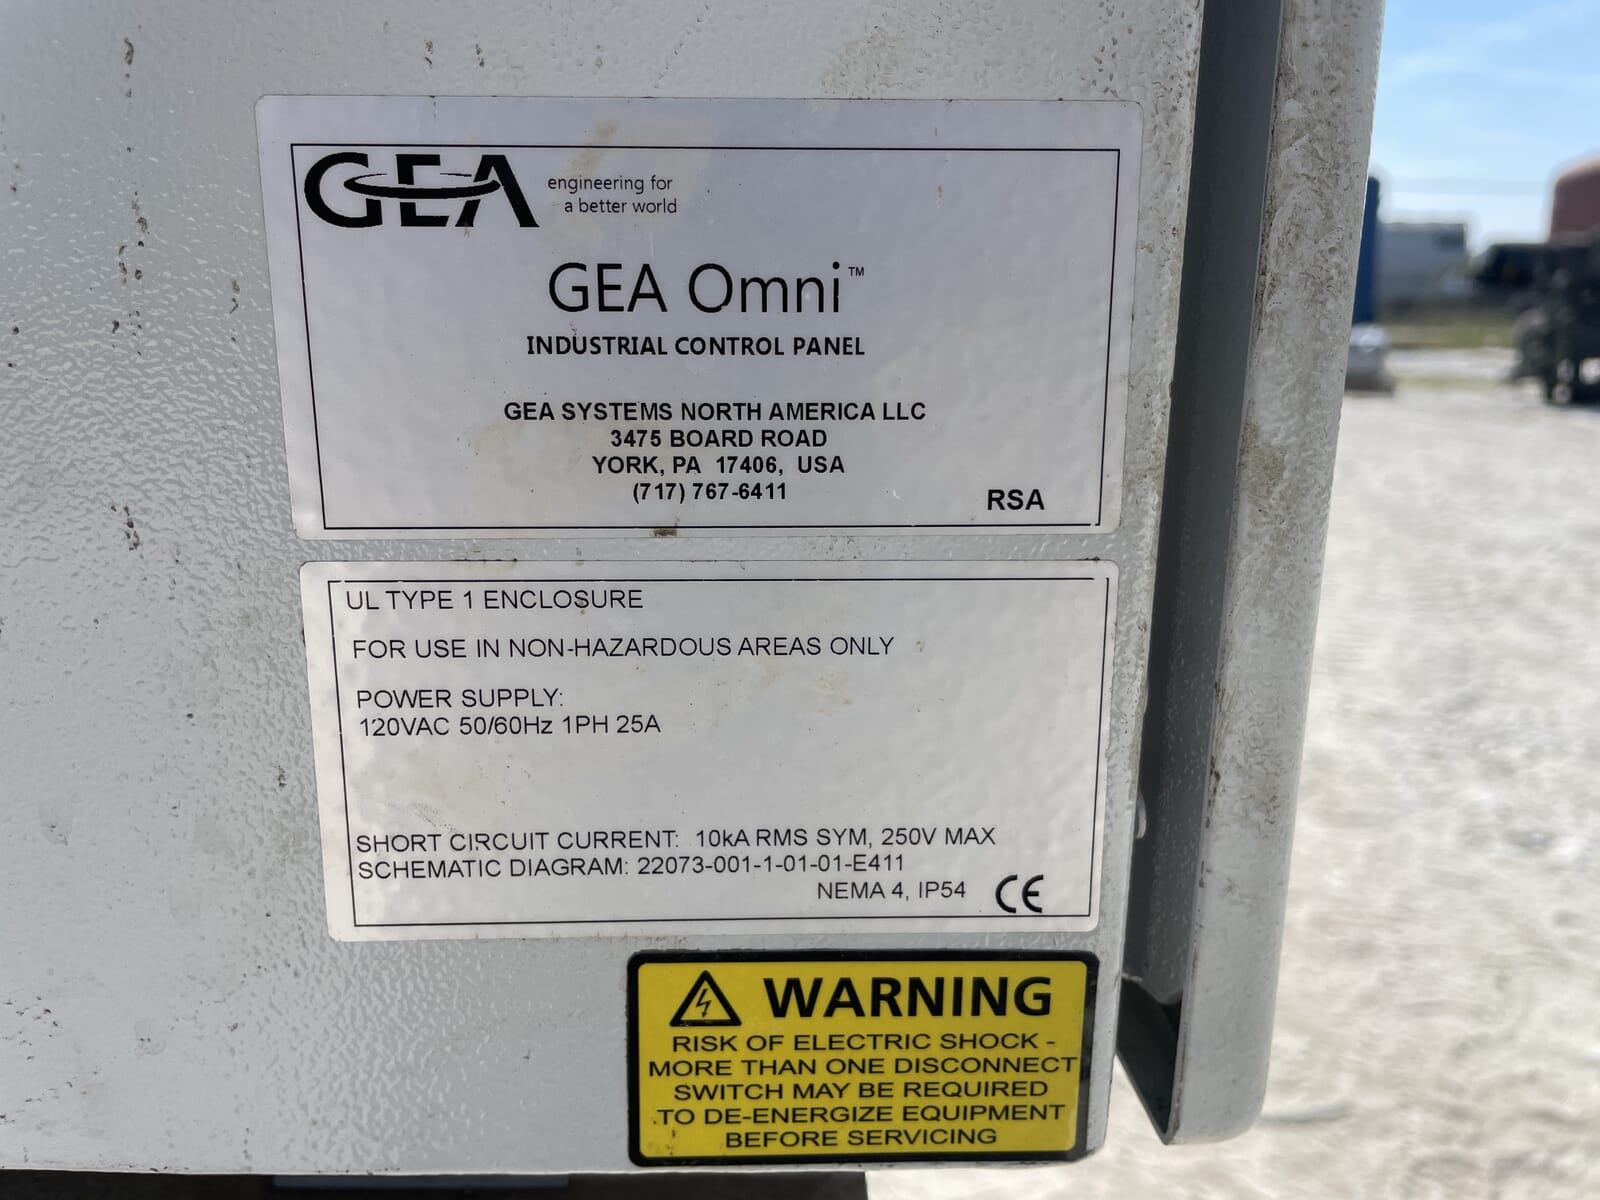 GEA
engineering for
a better world
GEA Omni™
INDUSTRIAL CONTROL PANEL
GEA SYSTEMS NORTH AMERICA LLC
3475 BOARD ROAD
YORK, PA 17406, USA
(717) 767-6411
RSA
UL TYPE 1 ENCLOSURE
FOR USE IN NON-HAZARDOUS AREAS ONLY
POWER SUPPLY:
120VAC 50/60Hz 1PH 25A
SHORT CIRCUIT CURRENT: 10kA RMS SYM, 250V MAX
SCHEMATIC DIAGRAM: 22073-001-1-01-01-E411
NEMA 4, IP54 CE
WARNING
RISK OF ELECTRIC SHOCK -
MORE THAN ONE DISCONNECT
SWITCH MAY BE REQUIRED
TO DE-ENERGIZE EQUIPMENT
BEFORE SERVICING